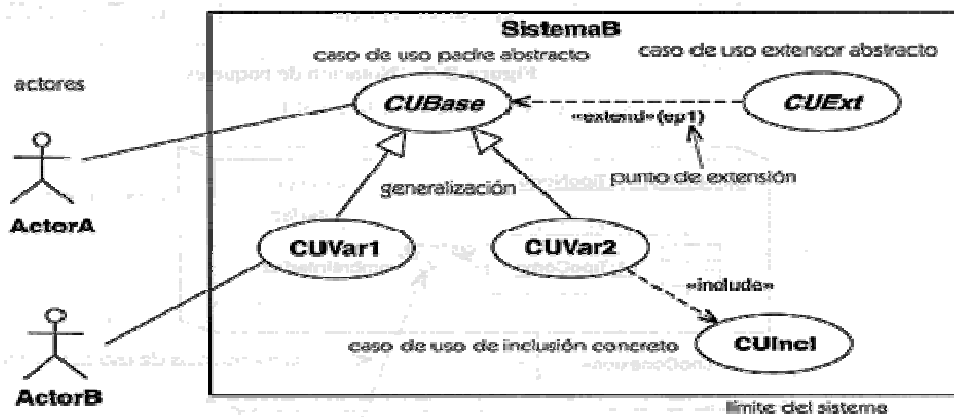 SistemaB
caso de uso padre abstracto
caso de uso extensor abstracto
actores
CUBase
CUExt
«extend» (ep1)
punto de extensión
generalización
ActorA
CUVar1
CUVar2
«include»
caso de uso de inclusión concreto
CUIncl
ActorB
límite del sistema